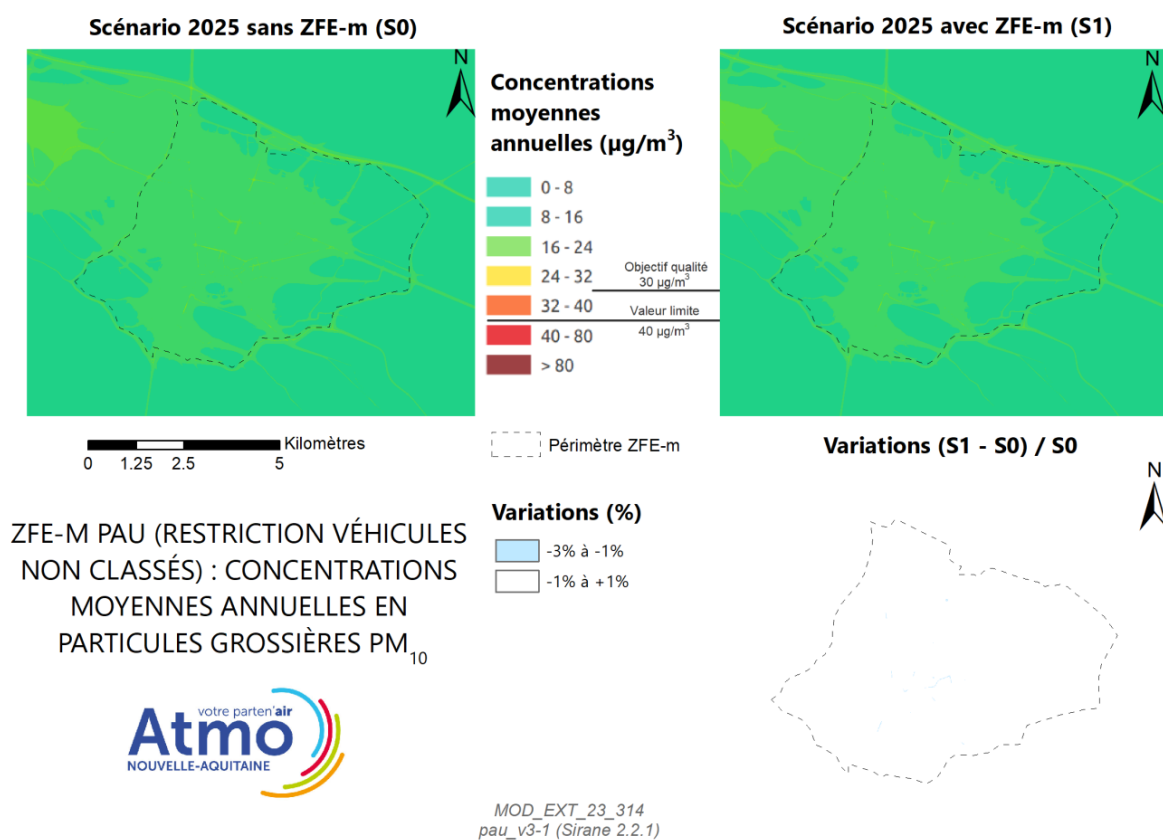 Scénario 2025 sans ZFE-m (S0)
Scénario 2025 avec ZFE-m (S1)
N
N
Concentrations
moyennes
annuelles (µg/m³)
0 - 8
8 - 16
16 - 24
24 - 32
32 - 40
40 - 80
> 80
Objectif qualité
30 µg/m³
Valeur limite
40 µg/m³
Kilomètres
0 1.25 2.5 5
Périmètre ZFE-m
Variations (S1 - S0) / S0
N
Variations (%)
-3% à -1%
-1% à +1%
ZFE-M PAU (RESTRICTION VÉHICULES
NON CLASSÉS) : CONCENTRATIONS
MOYENNES ANNUELLES EN
PARTICULES GROSSIÈRES PM₁₀
votre parten'air
Atmo
NOUVELLE-AQUITAINE
MOD_EXT_23_314
pau_v3-1 (Sirane 2.2.1)